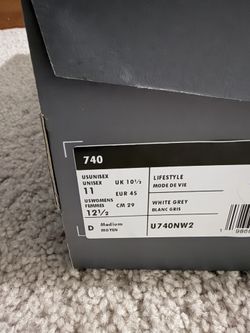 740
USUNISEX
UNISEX
11
UK 10½
EUR 45
LIFESTYLE
MODE DE VIE
USWOMENS
FEMMES
12½
CM 29
WHITE GREY
BLANC GRIS
D Medium
MOYEN
U740NW2